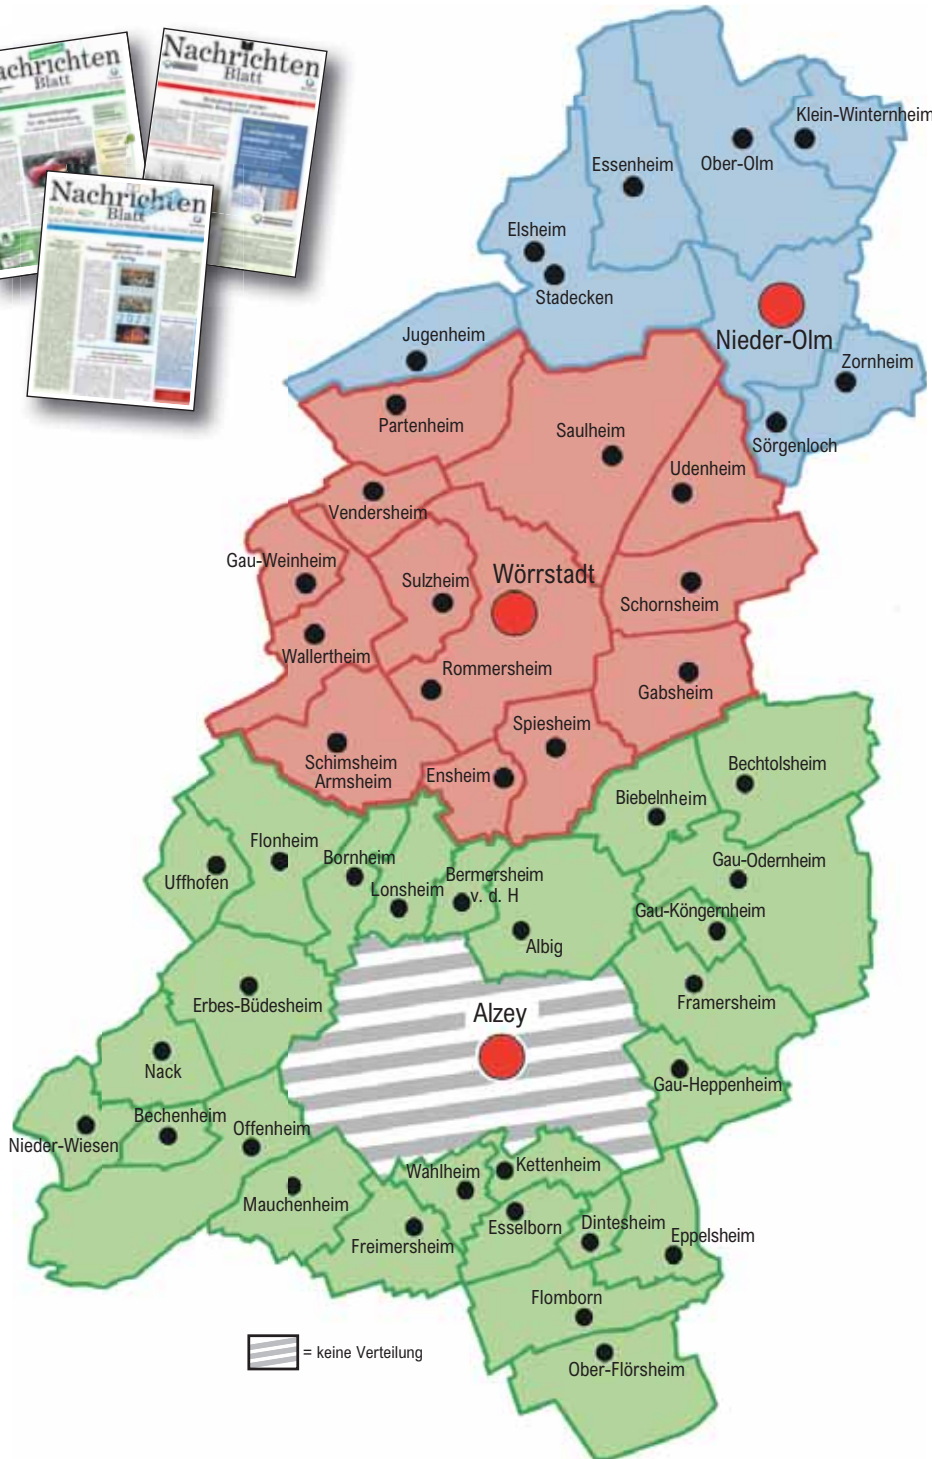 achrichten
Blatt
Nachrichten
Blatt
Nachrichten
Blatt
2023
Klein-Winternheim
Ober-Olm
Essenheim
Elsheim
Stadecken
Nieder-Olm
Jugenheim
Zornheim
Partenheim
Saulheim
Sörgenloch
Udenheim
Vendersheim
Gau-Weinheim
Sulzheim
Wörrstadt
Schornsheim
Wallertheim
Rommersheim
Gabsheim
Spiesheim
Schimsheim
Armsheim
Ensheim
Bechtolsheim
Biebelnheim
Flonheim
Bornheim
Gau-Odernheim
Uffhofen
Lonsheim
Bermersheim
v. d. H
Gau-Köngernheim
Albig
Erbes-Büdesheim
Framersheim
Alzey
Nack
Gau-Heppenheim
Bechenheim
Offenheim
Nieder-Wiesen
Wahlheim
Kettenheim
Mauchenheim
Esselborn
Dintesheim
Freimersheim
Eppelsheim
Flomborn
= keine Verteilung
Ober-Flörsheim